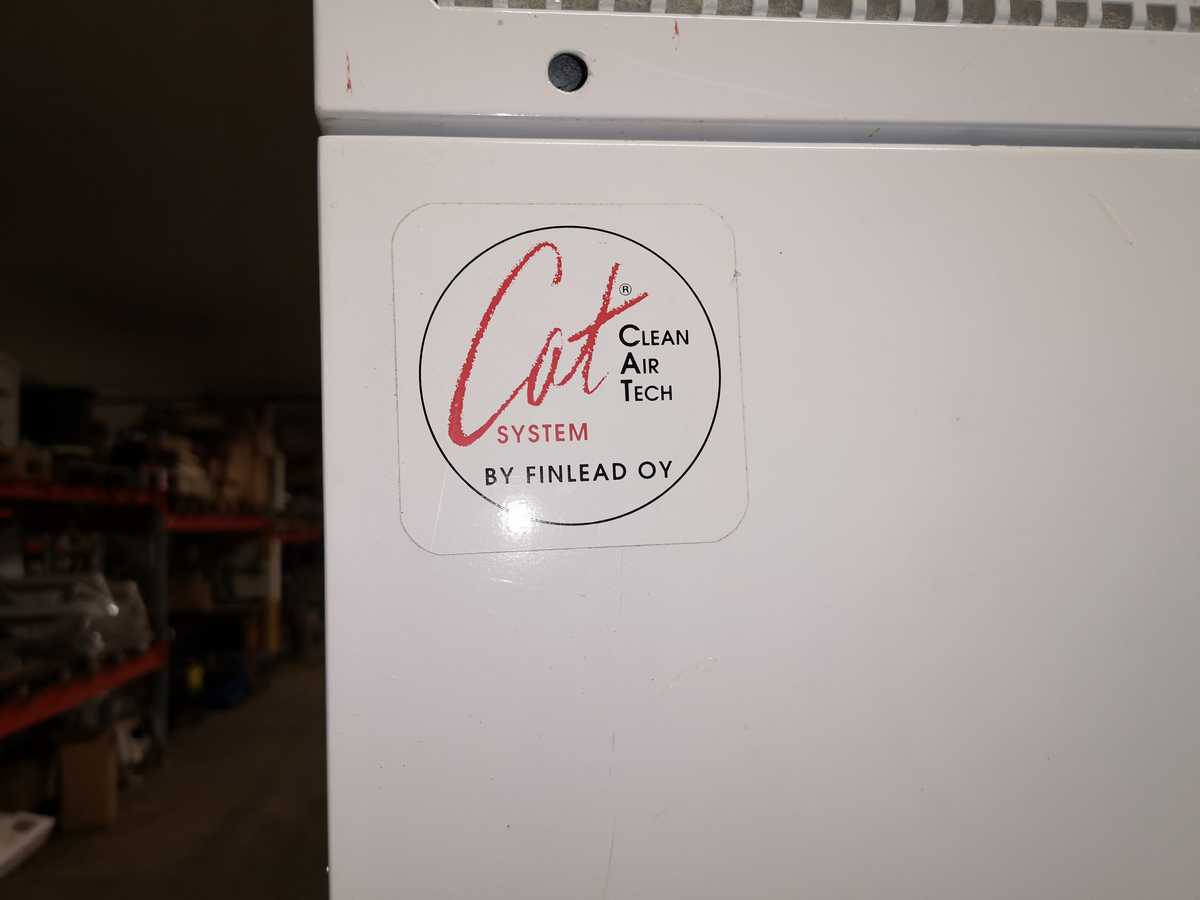 Cat®
CLEAN
AIR
TECH
SYSTEM
BY FINLEAD OY